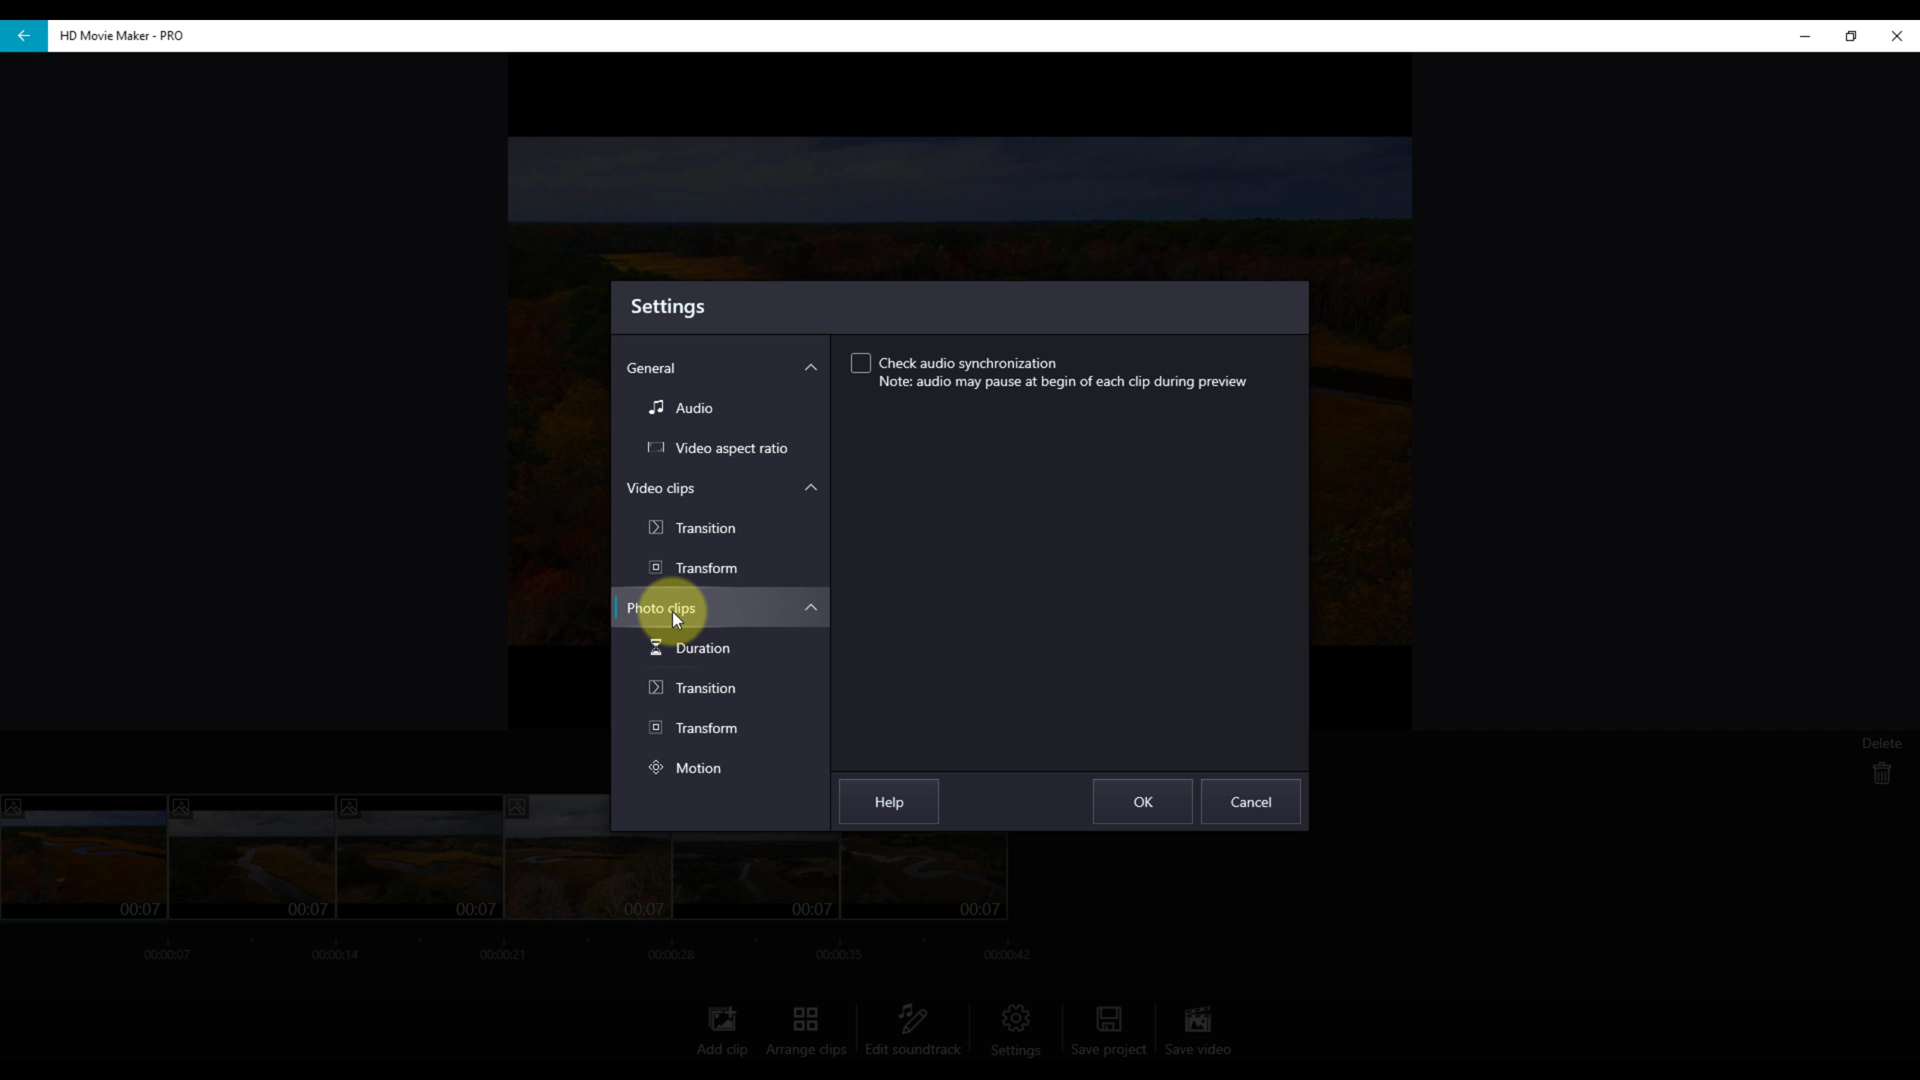 HD Movie Maker - PRO
Settings
General
Audio
Video aspect ratio
Video clips
Transition
Transform
Photo clips
Duration
Transition
Transform
Motion
Check audio synchronization
Note: audio may pause at begin of each clip during preview
Help
OK
Cancel
Delete
00:07
00:07
00:07
00:07
00:07
00:07
00:00:07
00:00:14
00:00:21
00:00:28
00:00:35
00:00:42
Add clip
Arrange clips
Edit soundtrack
Settings
Save project
Save video